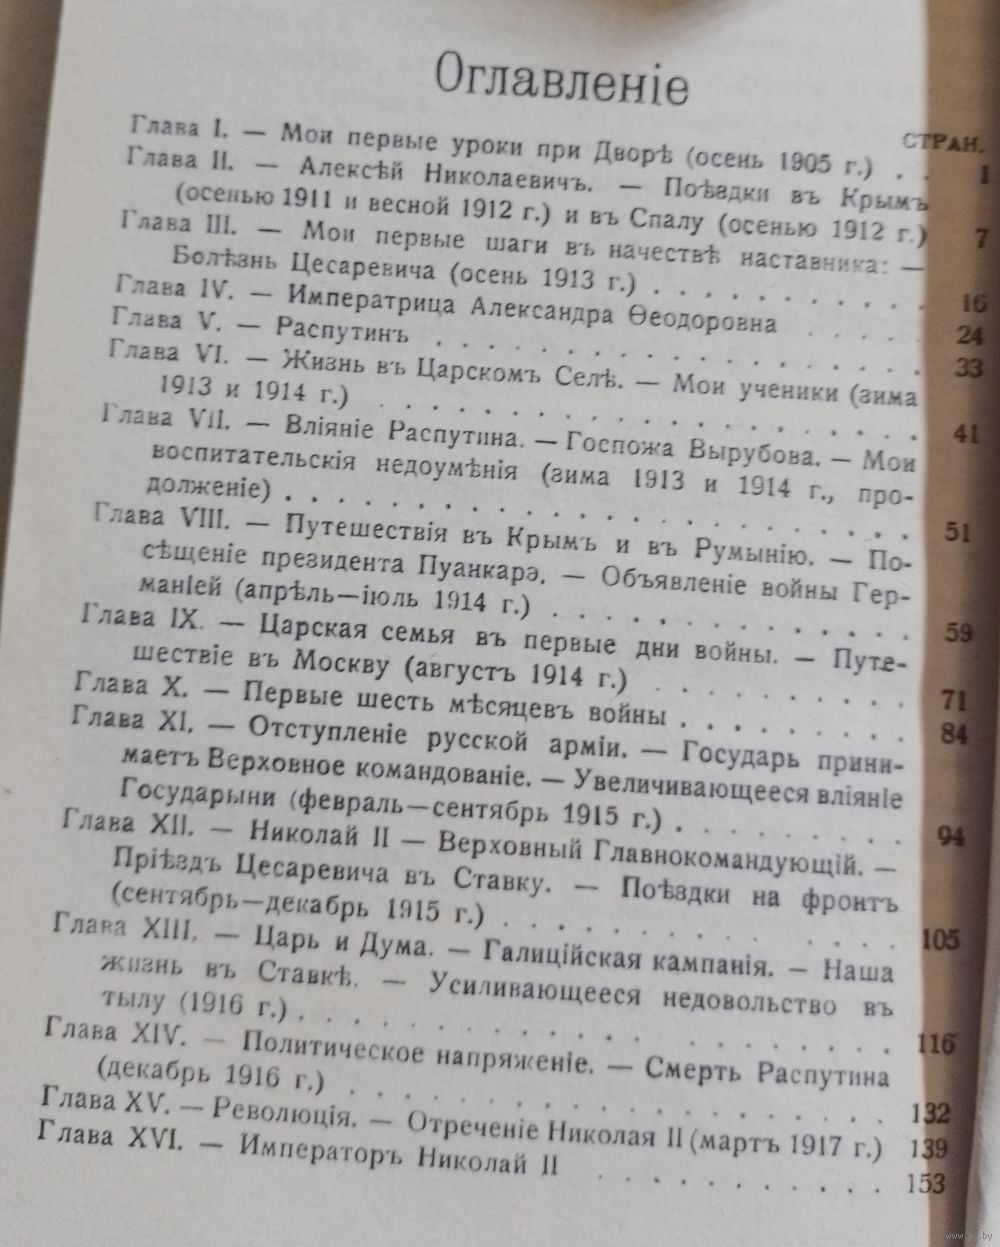 Оглавленіе
СТРАН.
Глава I. — Мои первые уроки при Дворѣ (осень 1905 г.) . . 1
Глава II. — Алексѣй Николаевичъ. — Поѣздки въ Крымъ
(осенью 1911 и весной 1912 г.) и въ Спалу (осенью 1912 г.) 7
Глава III. — Мои первые шаги въ начествѣ наставника: —
Болѣзнь Цесаревича (осень 1913 г.) . . . . . . . . . . 16
Глава IV. — Императрица Александра Ѳеодоровна . . . . . 24
Глава V. — Распутинъ . . . . . . . . . . . . . . . . . 33
Глава VI. — Жизнь въ Царскомъ Селѣ. — Мои ученики (зима
1913 и 1914 г.) . . . . . . . . . . . . . . . . . . . . 41
Глава VII. — Вліяніе Распутина. — Госпожа Вырубова. — Мои
воспитательскія недоумѣнія (зима 1913 и 1914 г., про-
долженіе) . . . . . . . . . . . . . . . . . . . . . . . 51
Глава VIII. — Путешествія въ Крымъ и въ Румынію. — По-
сѣщеніе президента Пуанкарэ. — Объявленіе войны Гер-
маніей (апрѣль—іюль 1914 г.) . . . . . . . . . . . . . . 59
Глава IX. — Царская семья въ первые дни войны. — Путе-
шествіе въ Москву (августъ 1914 г.) . . . . . . . . . . 71
Глава X. — Первые шесть мѣсяцевъ войны . . . . . . . . . 84
Глава XI. — Отступленіе русской арміи. — Государь прини-
маетъ Верховное командованіе. — Увеличивающееся вліяніе
Государыни (февраль—сентябрь 1915 г.) . . . . . . . . . 94
Глава XII. — Николай II — Верховный Главнокомандующій. —
Пріѣздъ Цесаревича въ Ставку. — Поѣздки на фронтъ
(сентябрь—декабрь 1915 г.) . . . . . . . . . . . . . . 105
Глава XIII. — Царь и Дума. — Галиційская кампанія. — Наша
жизнь въ Ставкѣ. — Усиливающееся недовольство въ
тылу (1916 г.) . . . . . . . . . . . . . . . . . . . . 116
Глава XIV. — Политическое напряженіе. — Смерть Распутина
(декабрь 1916 г.) . . . . . . . . . . . . . . . . . . . 132
Глава XV. — Революція. — Отреченіе Николая II (мартъ 1917 г.) 139
Глава XVI. — Императоръ Николай II . . . . . . . . . . . 153